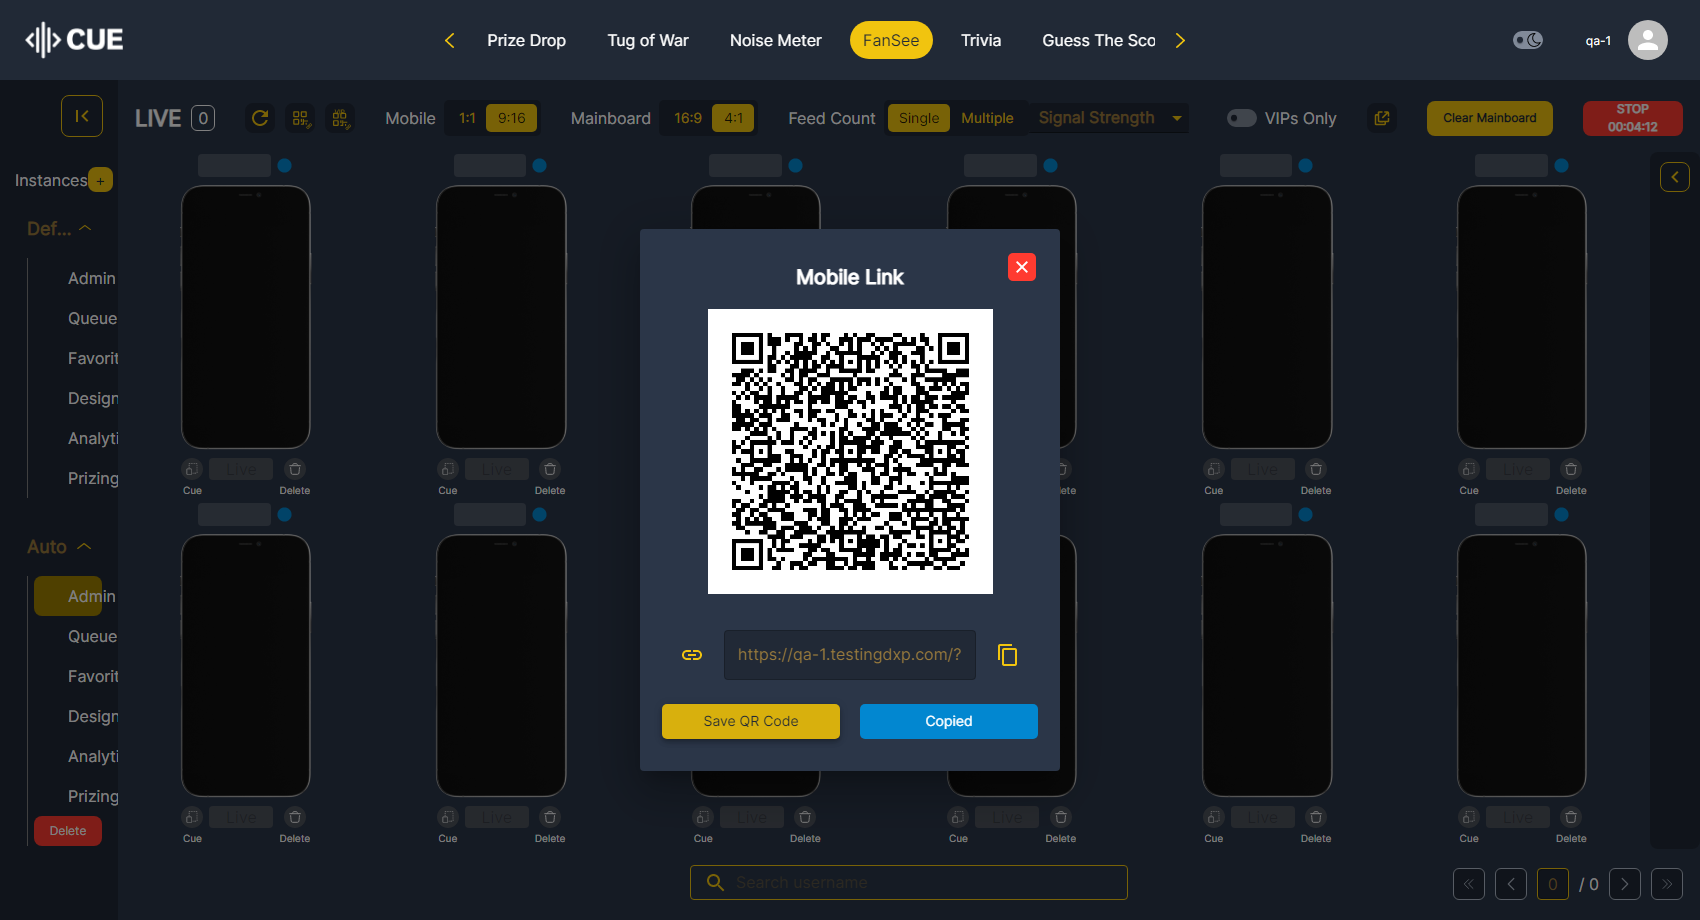 CUE
Prize Drop
Tug of War
Noise Meter
FanSee
Trivia
Guess The Sco
qa-1
LIVE 0
Mobile 1:1 9:16
Mainboard 16:9 4:1
Feed Count Single Multiple
Signal Strength
VIPs Only
Clear Mainboard
STOP
00:04:12
Instances +
Def...
Admin
Queue
Favorit
Design
Analyti
Prizing
Auto
Admin
Queue
Favorit
Design
Analyti
Prizing
Delete
Live
Cue Delete
Live
Cue Delete
ete
Live
Cue Delete
Live
Cue Delete
Mobile Link
https://qa-1.testingdxp.com/?
Save QR Code
Copied
Live
Cue Delete
Live
Cue Delete
Live
Cue Delete
Live
Cue Delete
Live
Cue Delete
Live
Cue Delete
Search username
0 / 0